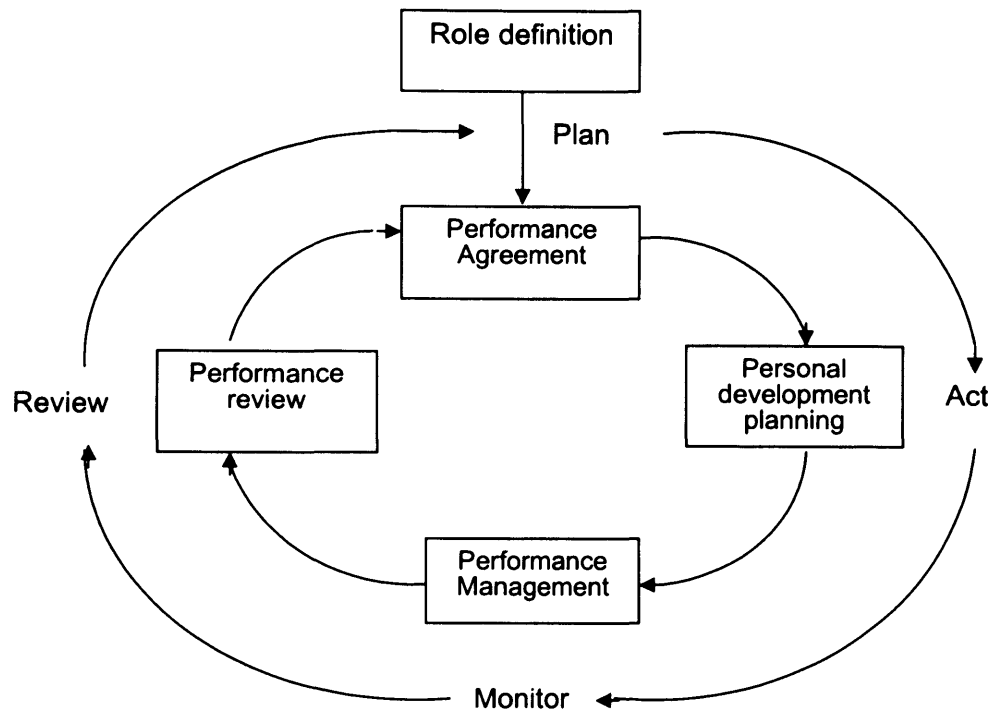 Role definition
Plan
Performance
Agreement
Performance
review
Personal
development
planning
Review
Act
Performance
Management
Monitor